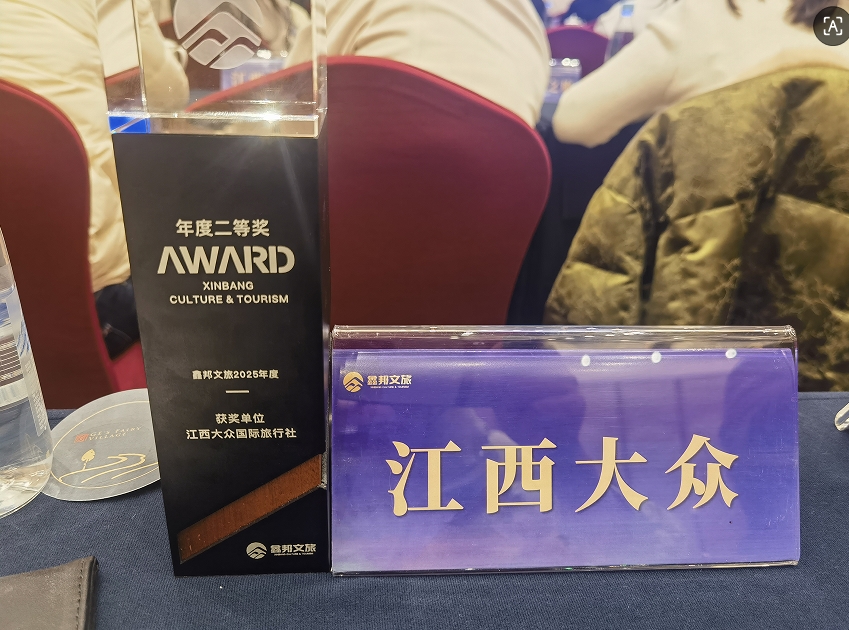 年度二等奖
AWARD
XINBANG
CULTURE & TOURISM
鑫邦文旅2025年度
获奖单位
江西大众国际旅行社
鑫邦文旅
鑫邦文旅
江西大众
VILLAGE